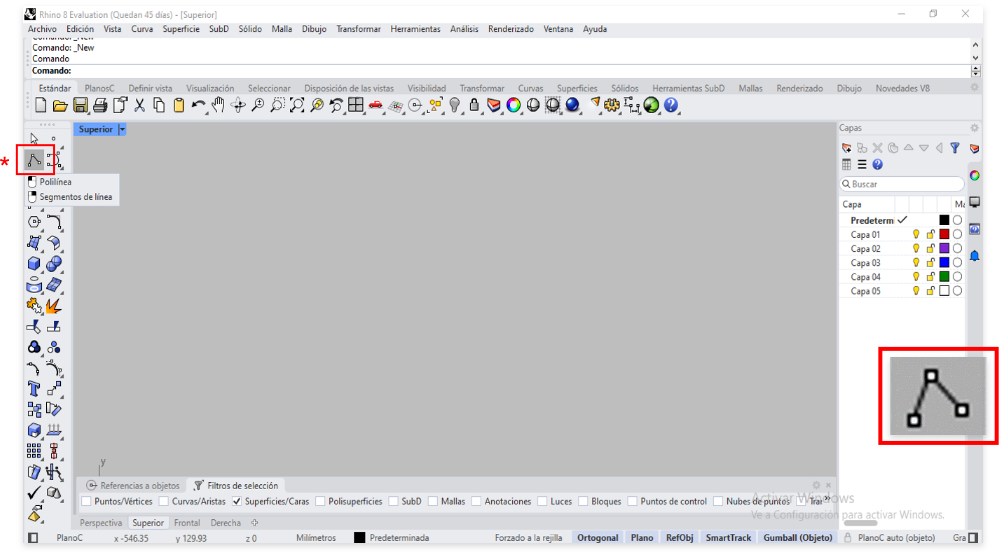 Rhino 8 Evaluation (Quedan 45 días) - [Superior]
Archivo Edición Vista Curva Superficie SubD Sólido Malla Dibujo Transformar Herramientas Análisis Renderizado Ventana Ayuda
Comando: _New
Comando: _New
Comando
Comando:
Estándar PlanosC Definir vista Visualización Seleccionar Disposición de las vistas Visibilidad Transformar Curvas Superficies Sólidos Herramientas SubD Mallas Renderizado Dibujo Novedades V8
Superior
Capas
*
Polilínea
Segmentos de línea
Buscar
Capa Ma
Predeterm
Capa 01
Capa 02
Capa 03
Capa 04
Capa 05
y
Referencias a objetos Filtros de selección
Puntos/Vértices Curvas/Aristas Superficies/Caras Polisuperficies SubD Mallas Anotaciones Luces Bloques Puntos de control Nubes de puntos Trar
Activar Windows
Ve a Configuración para activar Windows.
Perspectiva Superior Frontal Derecha
PlanoC x -546.35 y 129.93 z 0 Milímetros Predeterminada Forzado a la rejilla Ortogonal Plano RefObj SmartTrack Gumball (Objeto) PlanoC auto (objeto) Gra